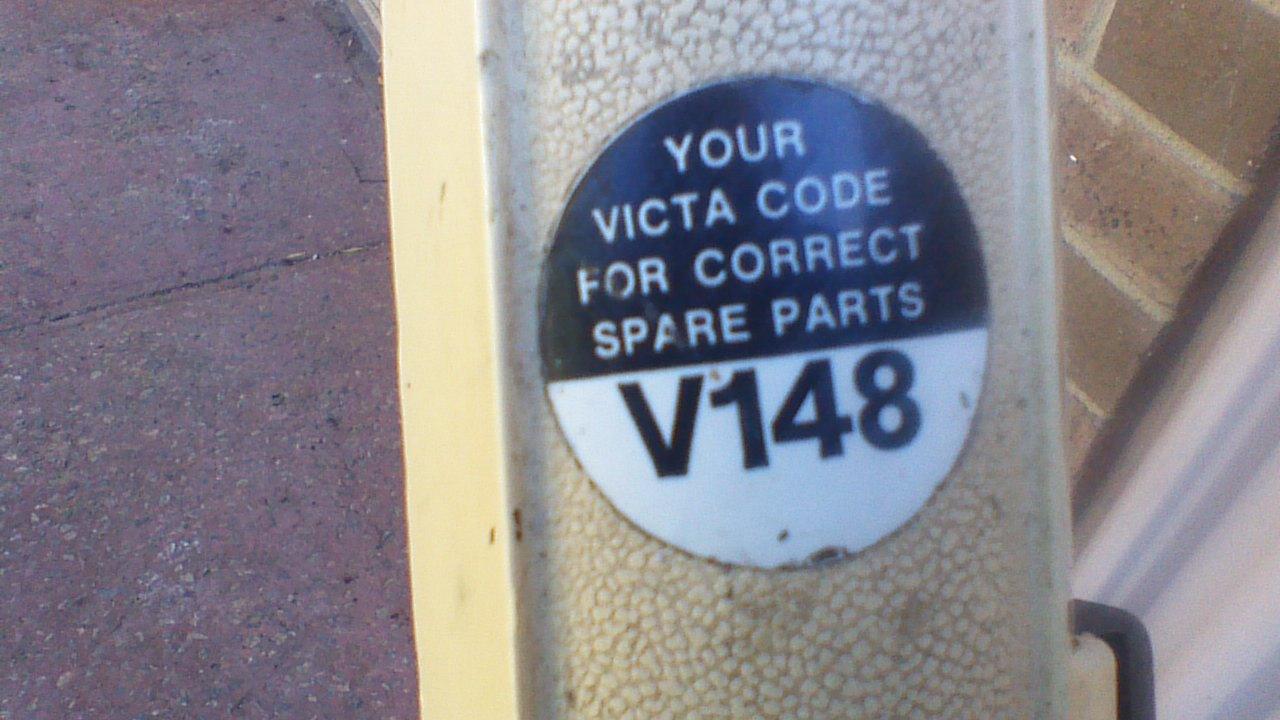 YOUR
VICTA CODE
FOR CORRECT
SPARE PARTS
V148